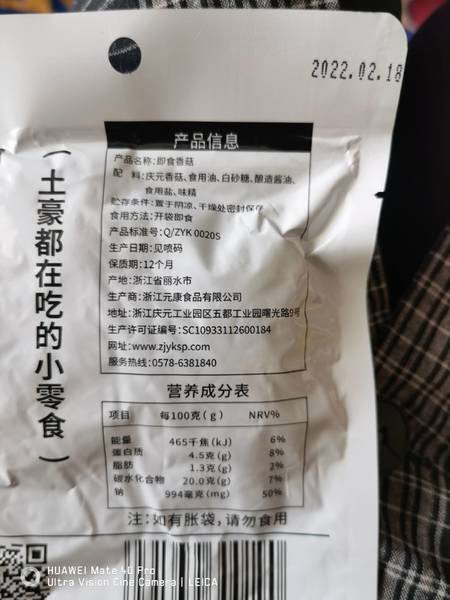 2022.02.18
产品信息
产品名称:即食香菇
配 料:庆元香菇、食用油、白砂糖、酿造酱油、
食用盐、味精
贮存条件:置于阴凉、干燥处密封保存
食用方法:开袋即食
产品标准号:Q/ZYK 0020S
生产日期:见喷码
保质期:12个月
产地:浙江省丽水市
生产商:浙江元康食品有限公司
地址:浙江庆元工业园区五都工业园曙光路9号
生产许可证编号:SC10933112600184
网址:www.zjyksp.com
服务热线:0578-6381840
(土豪都在吃的小零食)
营养成分表
项目 每100克(g) NRV%
能量 465千焦(kJ) 6%
蛋白质 4.5克(g) 8%
脂肪 1.3克(g) 2%
碳水化合物 20.0克(g) 7%
钠 994毫克(mg) 50%
注:如有胀袋,请勿食用
HUAWEI Mate 40 Pro
Ultra Vision Cine Camera | LEICA